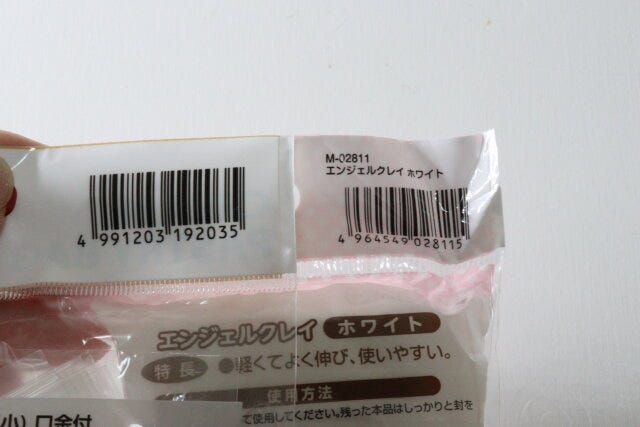 M-02811
エンジェルクレイ ホワイト
4 991203 192035
4 964549 028115
エンジェルクレイ ホワイト
特長 ●軽くてよく伸び、使いやすい。
使用方法
て使用してください。残った本品はしっかりと封を
小) 口金付